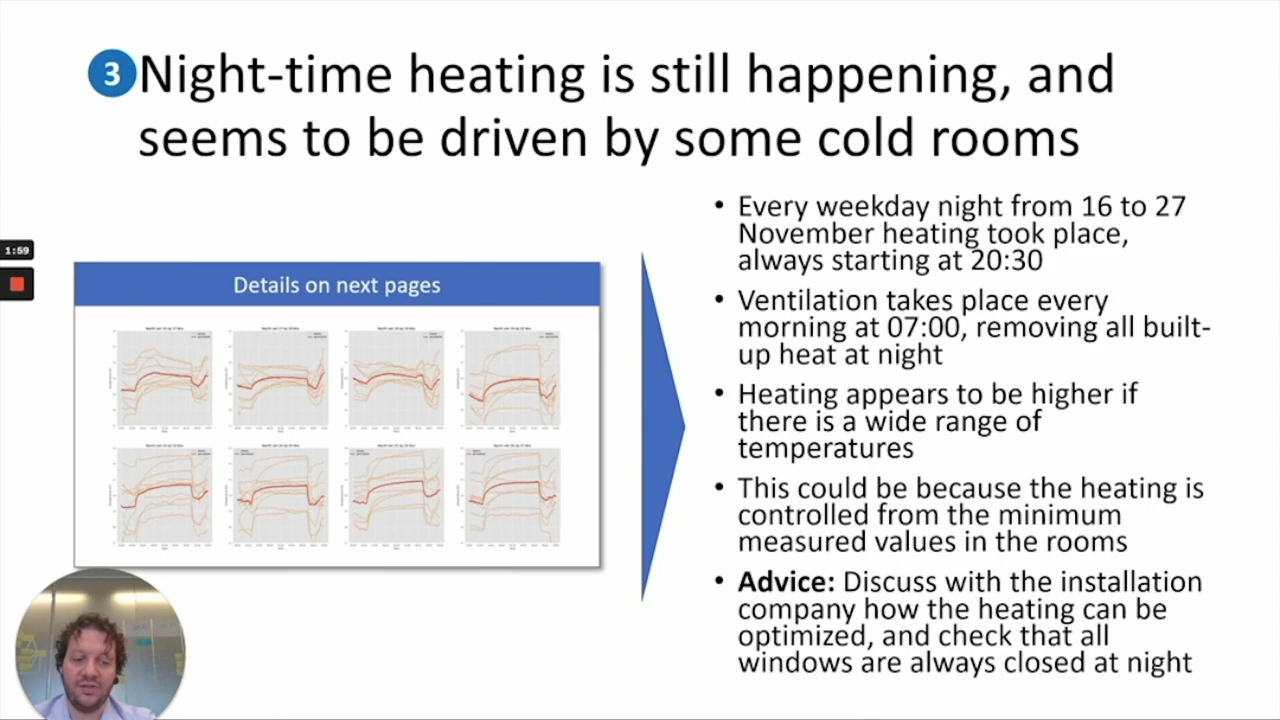 3
Night-time heating is still happening, and
seems to be driven by some cold rooms
1:59
Details on next pages
• Every weekday night from 16 to 27
November heating took place,
always starting at 20:30
• Ventilation takes place every
morning at 07:00, removing all built-
up heat at night
• Heating appears to be higher if
there is a wide range of
temperatures
• This could be because the heating is
controlled from the minimum
measured values in the rooms
• Advice: Discuss with the installation
company how the heating can be
optimized, and check that all
windows are always closed at night